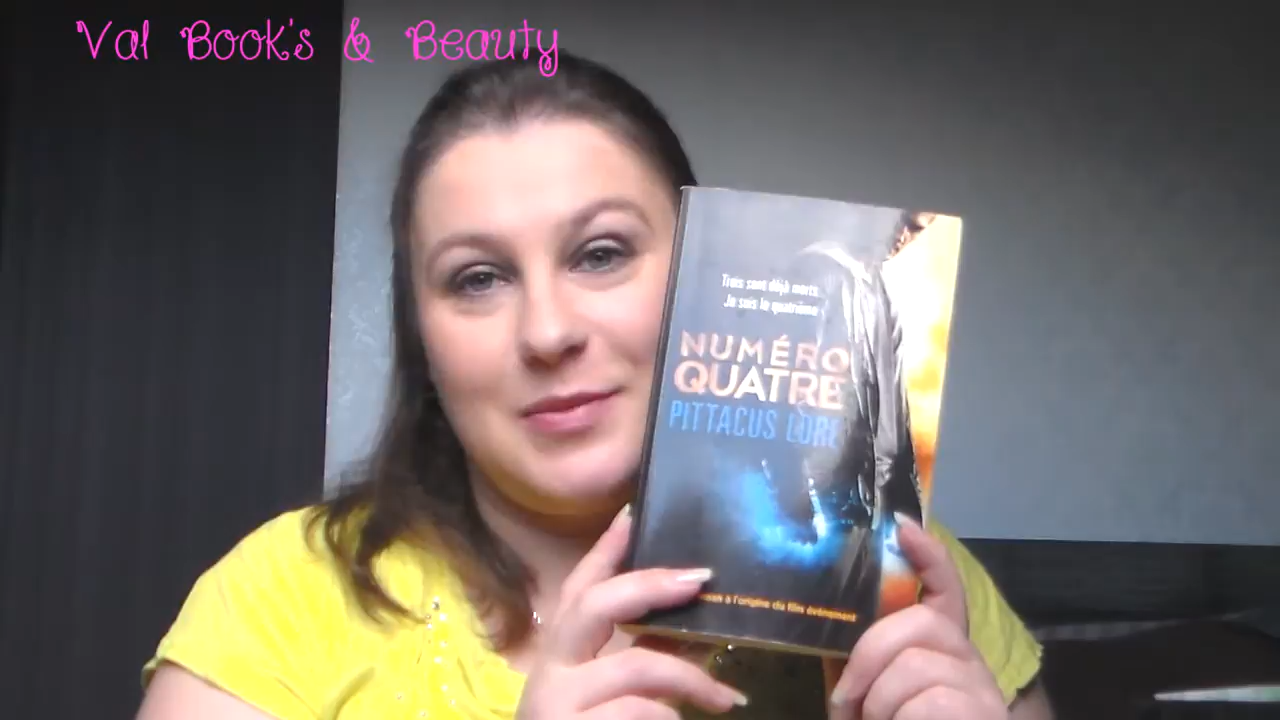 Val Book's & Beauty
Trois sont déjà morts.
Je suis le quatrième
NUMÉRO
QUATRE
PITTACUS LORE
à l'origine du film événement